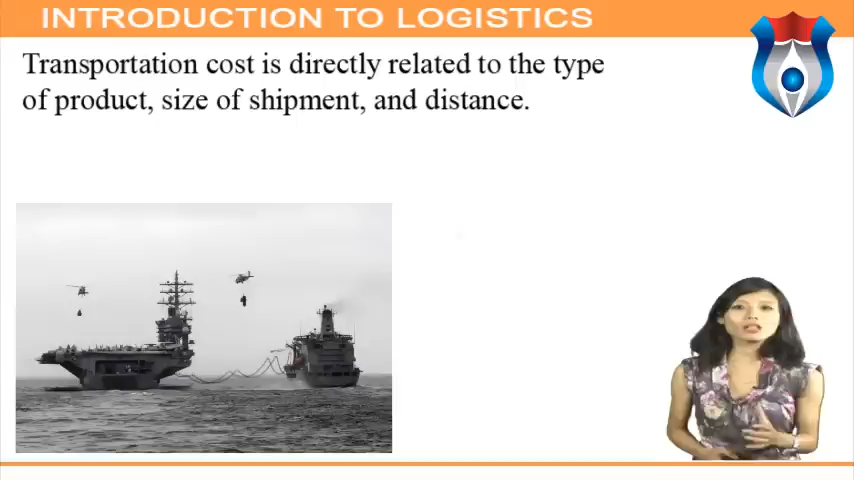 INTRODUCTION TO LOGISTICS
Transportation cost is directly related to the type
of product, size of shipment, and distance.